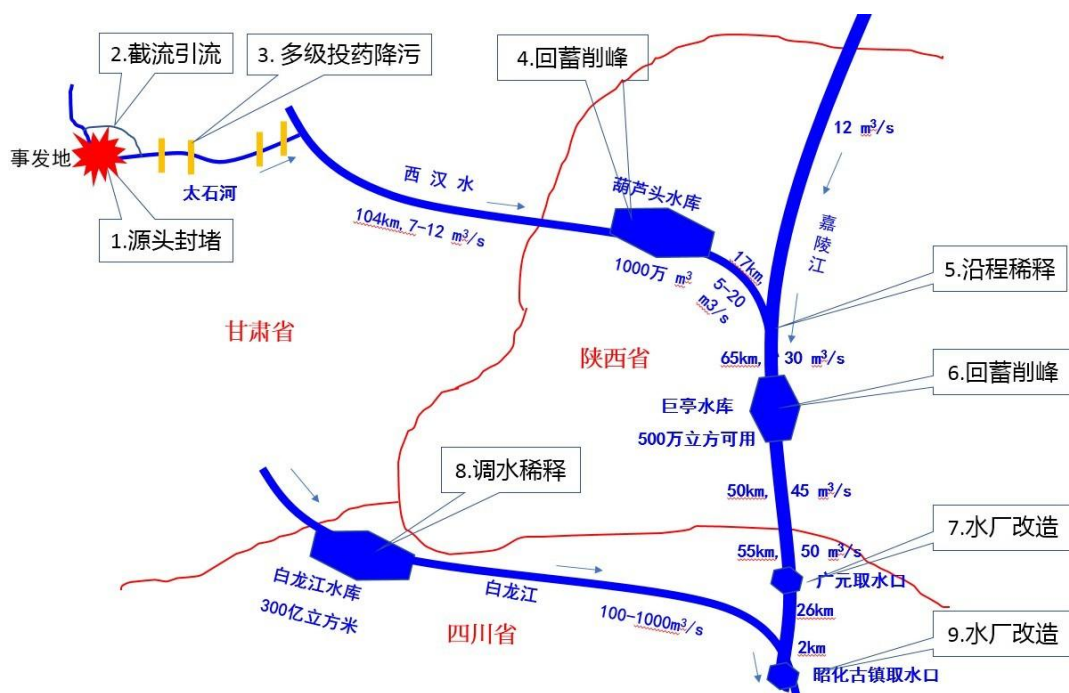 2.截流引流
3. 多级投药降污
4.回蓄削峰
12 m³/s
事发地
太石河
西汉水
葫芦头水库
嘉陵江
1.源头封堵
104km, 7-12 m³/s
1000万 m³
17km,
5-20
m3/s
5.沿程稀释
甘肃省
陕西省
65km, 30 m³/s
6.回蓄削峰
巨亭水库
500万立方可用
8.调水稀释
50km, 45 m³/s
7.水厂改造
55km, 50 m³/s
广元取水口
白龙江水库
300亿立方米
白龙江
100-1000m³/s
26km
四川省
9.水厂改造
2km
昭化古镇取水口